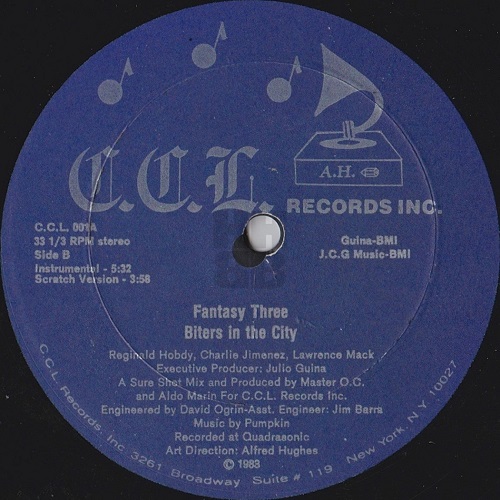 C.C.L.
A.H.
RECORDS INC.
C.C.L. 001A
33 1/3 RPM stereo
Side B
Instrumental - 5:32
Scratch Version - 3:58
Guina-BMI
J.C.G Music-BMI
Fantasy Three
Biters in the City
Reginald Hobdy, Charlie Jimenez, Lawrence Mack
Executive Producer: Julio Guina
A Sure Shot Mix and Produced by Master O.C.
and Aldo Marin For C.C.L. Records Inc.
Engineered by David Ogrin-Asst. Engineer: Jim Barra
Music by Pumpkin
Recorded at Quadrasonic
Art Direction: Alfred Hughes
© 1983
C.C.L. Records, Inc 3261 Broadway Suite # 119 New York, N Y 10027